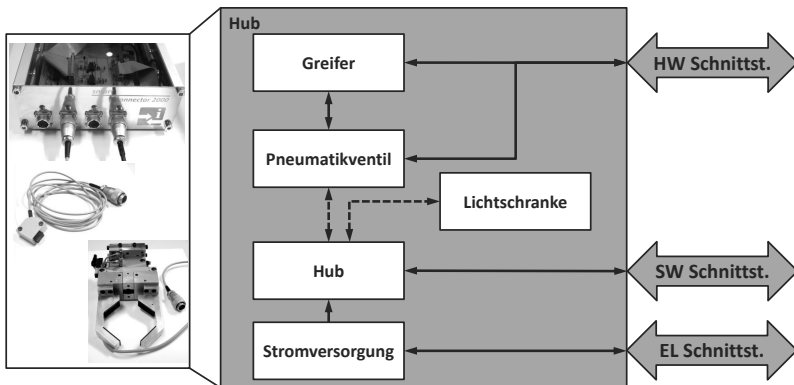 Hub
Greifer
HW Schnittst.
Pneumatikventil
Lichtschranke
Hub
SW Schnittst.
Stromversorgung
EL Schnittst.